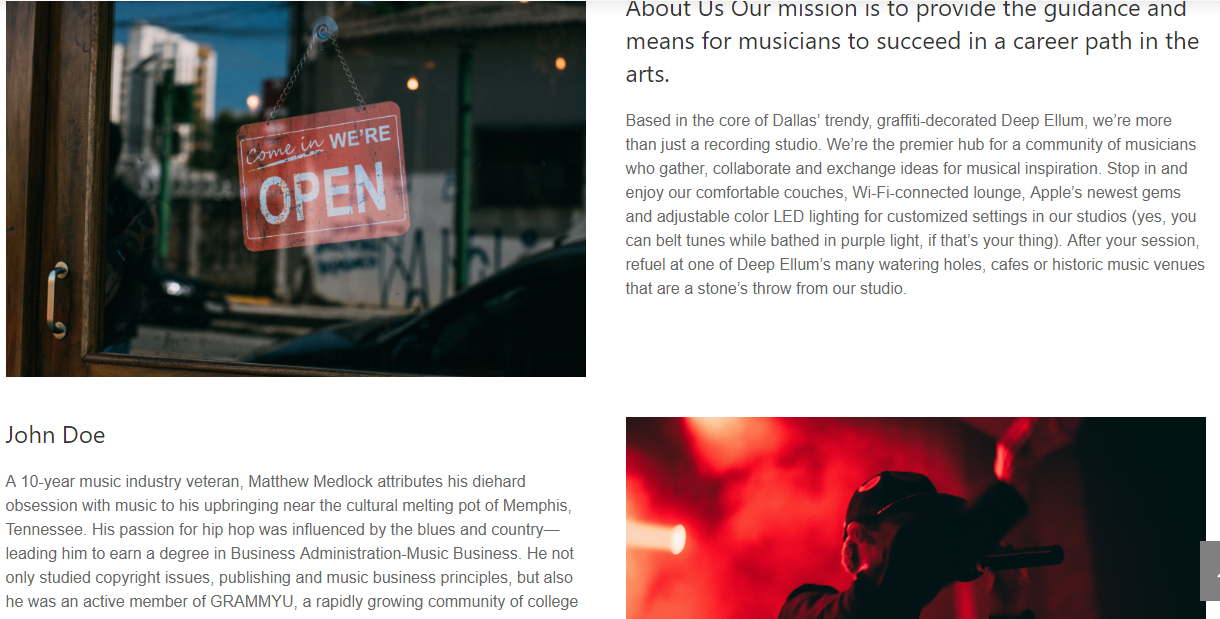 Come in WE'RE
OPEN
About Us Our mission is to provide the guidance and
means for musicians to succeed in a career path in the
arts.
Based in the core of Dallas’ trendy, graffiti-decorated Deep Ellum, we’re more
than just a recording studio. We’re the premier hub for a community of musicians
who gather, collaborate and exchange ideas for musical inspiration. Stop in and
enjoy our comfortable couches, Wi-Fi-connected lounge, Apple’s newest gems
and adjustable color LED lighting for customized settings in our studios (yes, you
can belt tunes while bathed in purple light, if that’s your thing). After your session,
refuel at one of Deep Ellum’s many watering holes, cafes or historic music venues
that are a stone’s throw from our studio.
John Doe
A 10-year music industry veteran, Matthew Medlock attributes his diehard
obsession with music to his upbringing near the cultural melting pot of Memphis,
Tennessee. His passion for hip hop was influenced by the blues and country—
leading him to earn a degree in Business Administration-Music Business. He not
only studied copyright issues, publishing and music business principles, but also
he was an active member of GRAMMYU, a rapidly growing community of college